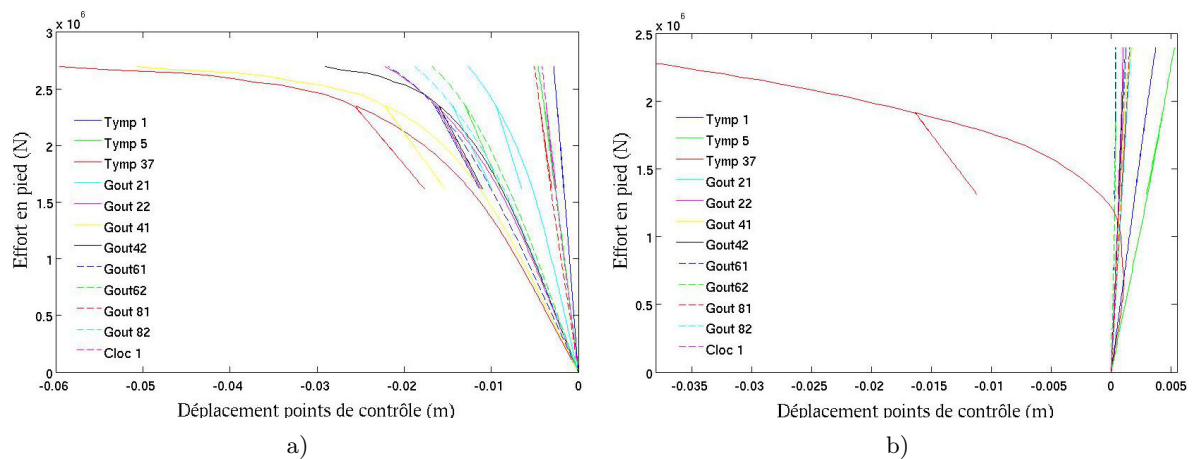 x 10^6
3
2.5
2
1.5
1
0.5
0
Effort en pied (N)
Tymp 1
Tymp 5
Tymp 37
Gout 21
Gout 22
Gout 41
Gout42
Gout61
Gout62
Gout 81
Gout 82
Cloc 1
-0.06 -0.05 -0.04 -0.03 -0.02 -0.01 0
Déplacement points de contrôle (m)
a)
x 10^6
2.5
2
1.5
1
0.5
0
Effort en pied (N)
Tymp 1
Tymp 5
Tymp 37
Gout 21
Gout 22
Gout 41
Gout42
Gout61
Gout62
Gout 81
Gout 82
Cloc 1
-0.035 -0.03 -0.025 -0.02 -0.015 -0.01 -0.005 0 0.005
Déplacement points de contrôle (m)
b)